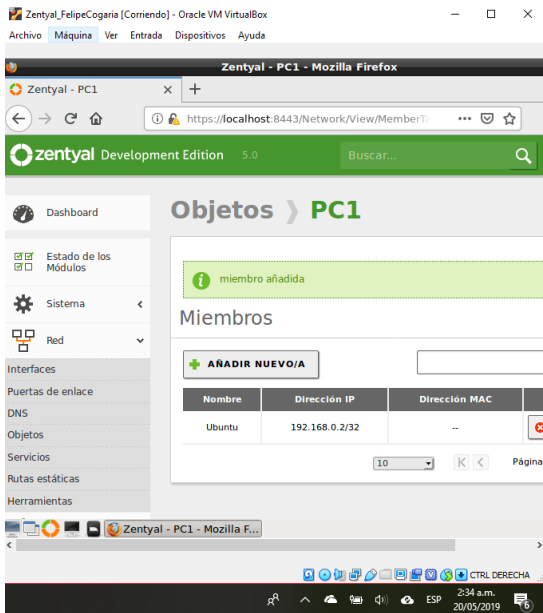 Zentyal_FelipeCogaria [Corriendo] - Oracle VM VirtualBox
Archivo Máquina Ver Entrada Dispositivos Ayuda
Zentyal - PC1 - Mozilla Firefox
Zentyal - PC1
https://localhost:8443/Network/View/MemberT
zentyal Development Edition 5.0 Buscar...
Dashboard
Objetos PC1
Estado de los Módulos
miembro añadida
Sistema
Miembros
Red
AÑADIR NUEVO/A
Interfaces
Puertas de enlace
Nombre Dirección IP Dirección MAC
DNS
Ubuntu 192.168.0.2/32 --
Objetos
Servicios
10 Página
Rutas estáticas
Herramientas
Zentyal - PC1 - Mozilla F...
CTRL DERECHA
ESP 2:34 a.m.
20/05/2019
6